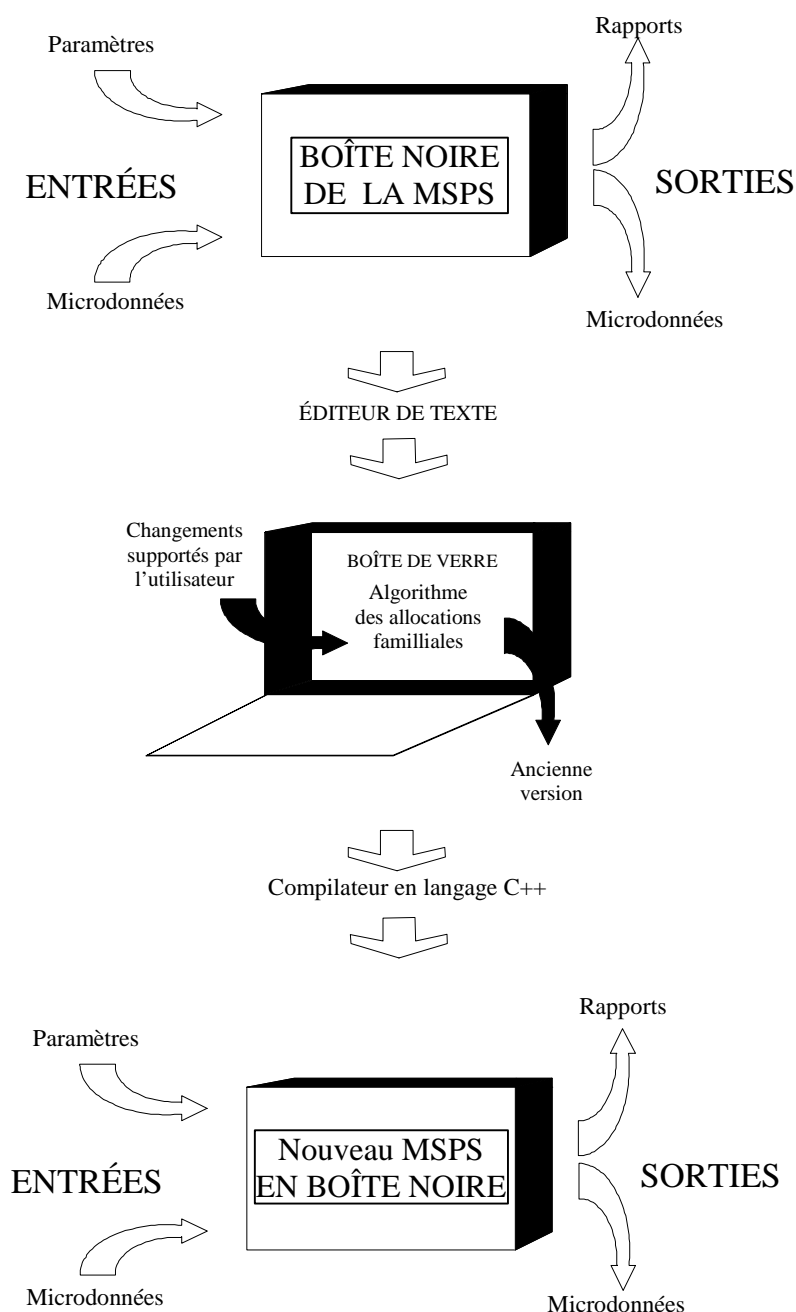 Paramètres
Rapports
BOÎTE NOIRE
DE LA MSPS
ENTRÉES
SORTIES
Microdonnées
Microdonnées
ÉDITEUR DE TEXTE
Changements
supportés par
l'utilisateur
BOÎTE DE VERRE
Algorithme
des allocations
familliales
Ancienne
version
Compilateur en langage C++
Paramètres
Rapports
Nouveau MSPS
EN BOÎTE NOIRE
ENTRÉES
SORTIES
Microdonnées
Microdonnées